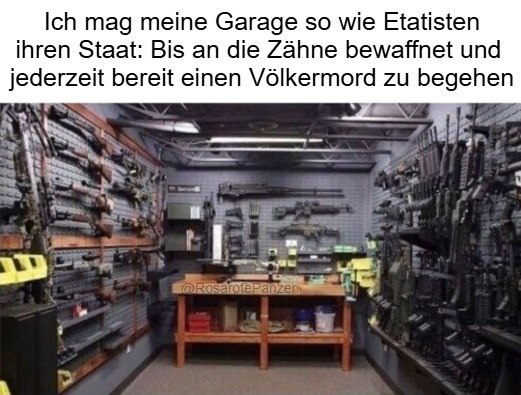 Ich mag meine Garage so wie Etatisten
ihren Staat: Bis an die Zähne bewaffnet und
jederzeit bereit einen Völkermord zu begehen
@RosarotePanzer